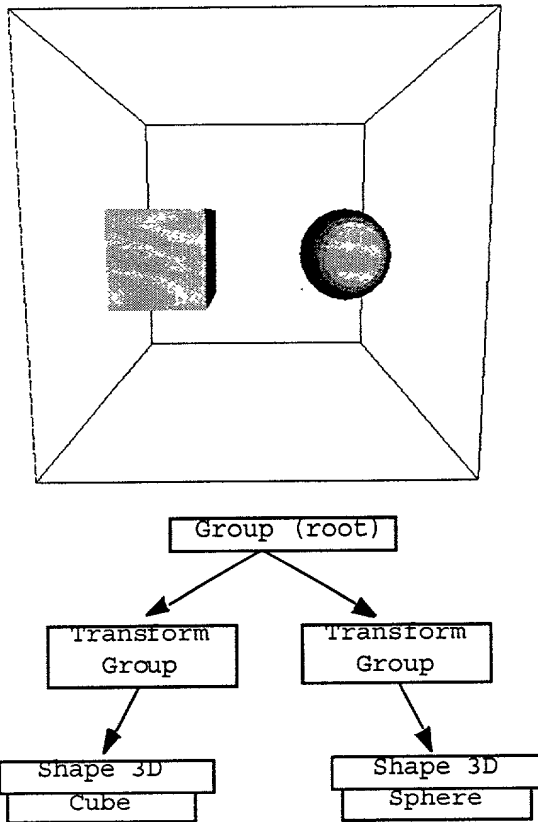 Group (root)
Transform
Group
Transform
Group
Shape 3D
Cube
Shape 3D
Sphere